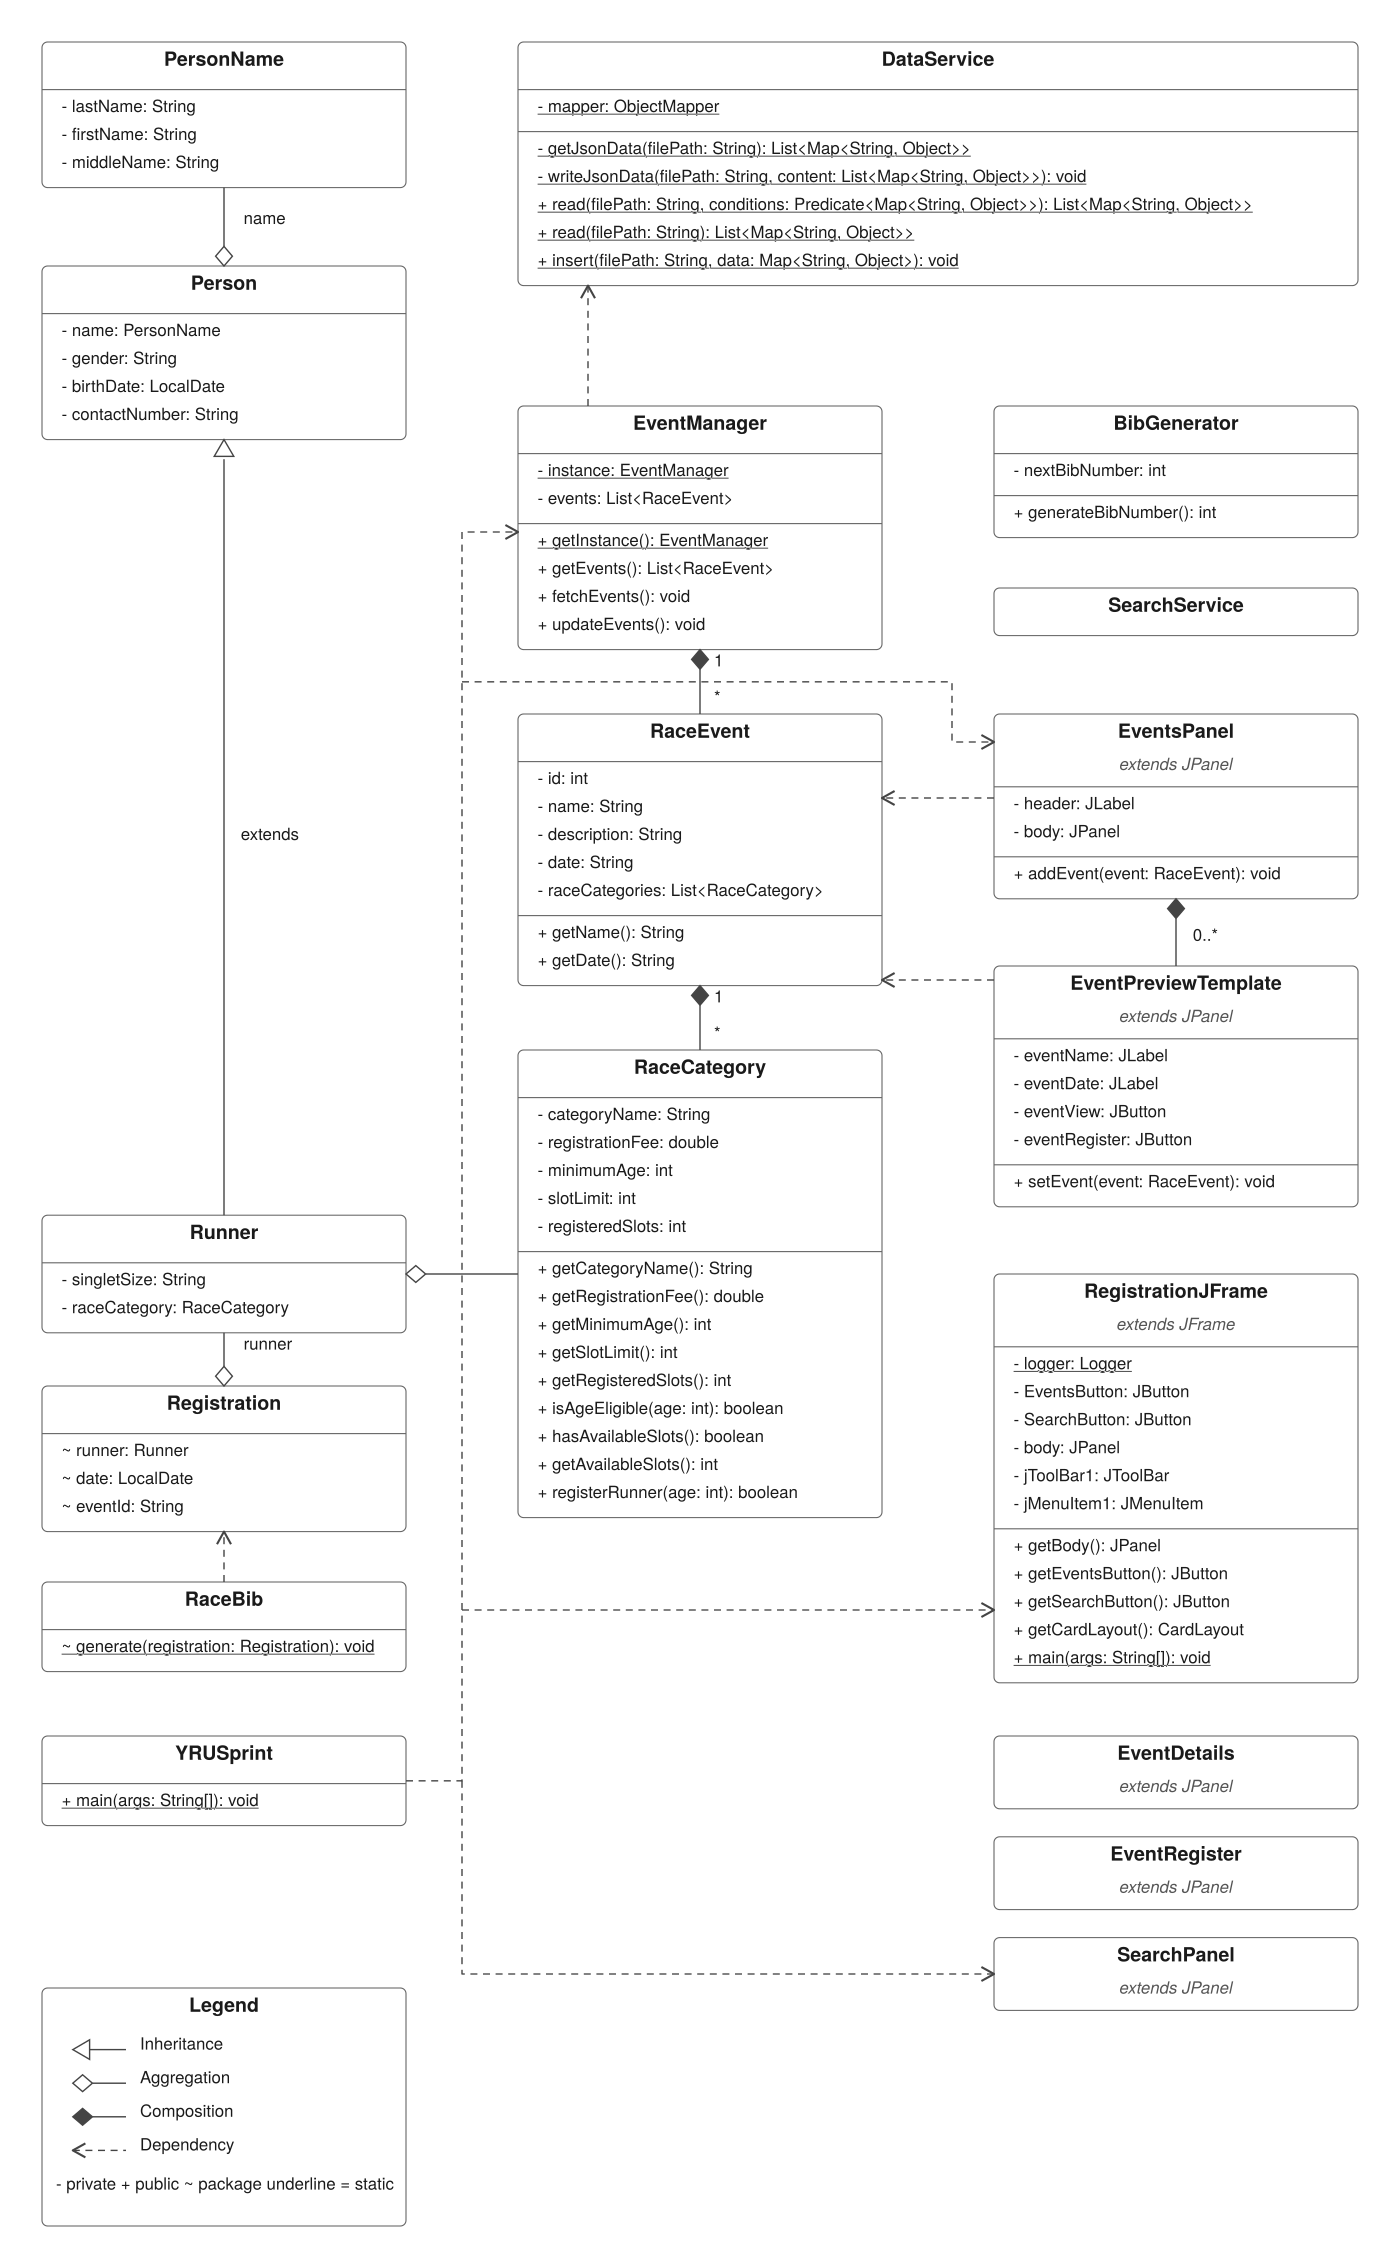 PersonName
- lastName: String
- firstName: String
- middleName: String
name
Person
- name: PersonName
- gender: String
- birthDate: LocalDate
- contactNumber: String
extends
Runner
- singletSize: String
- raceCategory: RaceCategory
runner
Registration
~ runner: Runner
~ date: LocalDate
~ eventId: String
RaceBib
~ generate(registration: Registration): void
YRUSprint
+ main(args: String[]): void
DataService
- mapper: ObjectMapper
- getJsonData(filePath: String): List<Map<String, Object>>
- writeJsonData(filePath: String, content: List<Map<String, Object>>): void
+ read(filePath: String, conditions: Predicate<Map<String, Object>>): List<Map<String, Object>>
+ read(filePath: String): List<Map<String, Object>>
+ insert(filePath: String, data: Map<String, Object>): void
EventManager
- instance: EventManager
- events: List<RaceEvent>
+ getInstance(): EventManager
+ getEvents(): List<RaceEvent>
+ fetchEvents(): void
+ updateEvents(): void
1
*
RaceEvent
- id: int
- name: String
- description: String
- date: String
- raceCategories: List<RaceCategory>
+ getName(): String
+ getDate(): String
1
*
RaceCategory
- categoryName: String
- registrationFee: double
- minimumAge: int
- slotLimit: int
- registeredSlots: int
+ getCategoryName(): String
+ getRegistrationFee(): double
+ getMinimumAge(): int
+ getSlotLimit(): int
+ getRegisteredSlots(): int
+ isAgeEligible(age: int): boolean
+ hasAvailableSlots(): boolean
+ getAvailableSlots(): int
+ registerRunner(age: int): boolean
BibGenerator
- nextBibNumber: int
+ generateBibNumber(): int
SearchService
EventsPanel
extends JPanel
- header: JLabel
- body: JPanel
+ addEvent(event: RaceEvent): void
0..*
EventPreviewTemplate
extends JPanel
- eventName: JLabel
- eventDate: JLabel
- eventView: JButton
- eventRegister: JButton
+ setEvent(event: RaceEvent): void
RegistrationJFrame
extends JFrame
- logger: Logger
- EventsButton: JButton
- SearchButton: JButton
- body: JPanel
- jToolBar1: JToolBar
- jMenuItem1: JMenuItem
+ getBody(): JPanel
+ getEventsButton(): JButton
+ getSearchButton(): JButton
+ getCardLayout(): CardLayout
+ main(args: String[]): void
EventDetails
extends JPanel
EventRegister
extends JPanel
SearchPanel
extends JPanel
Legend
Inheritance
Aggregation
Composition
Dependency
- private + public ~ package underline = static